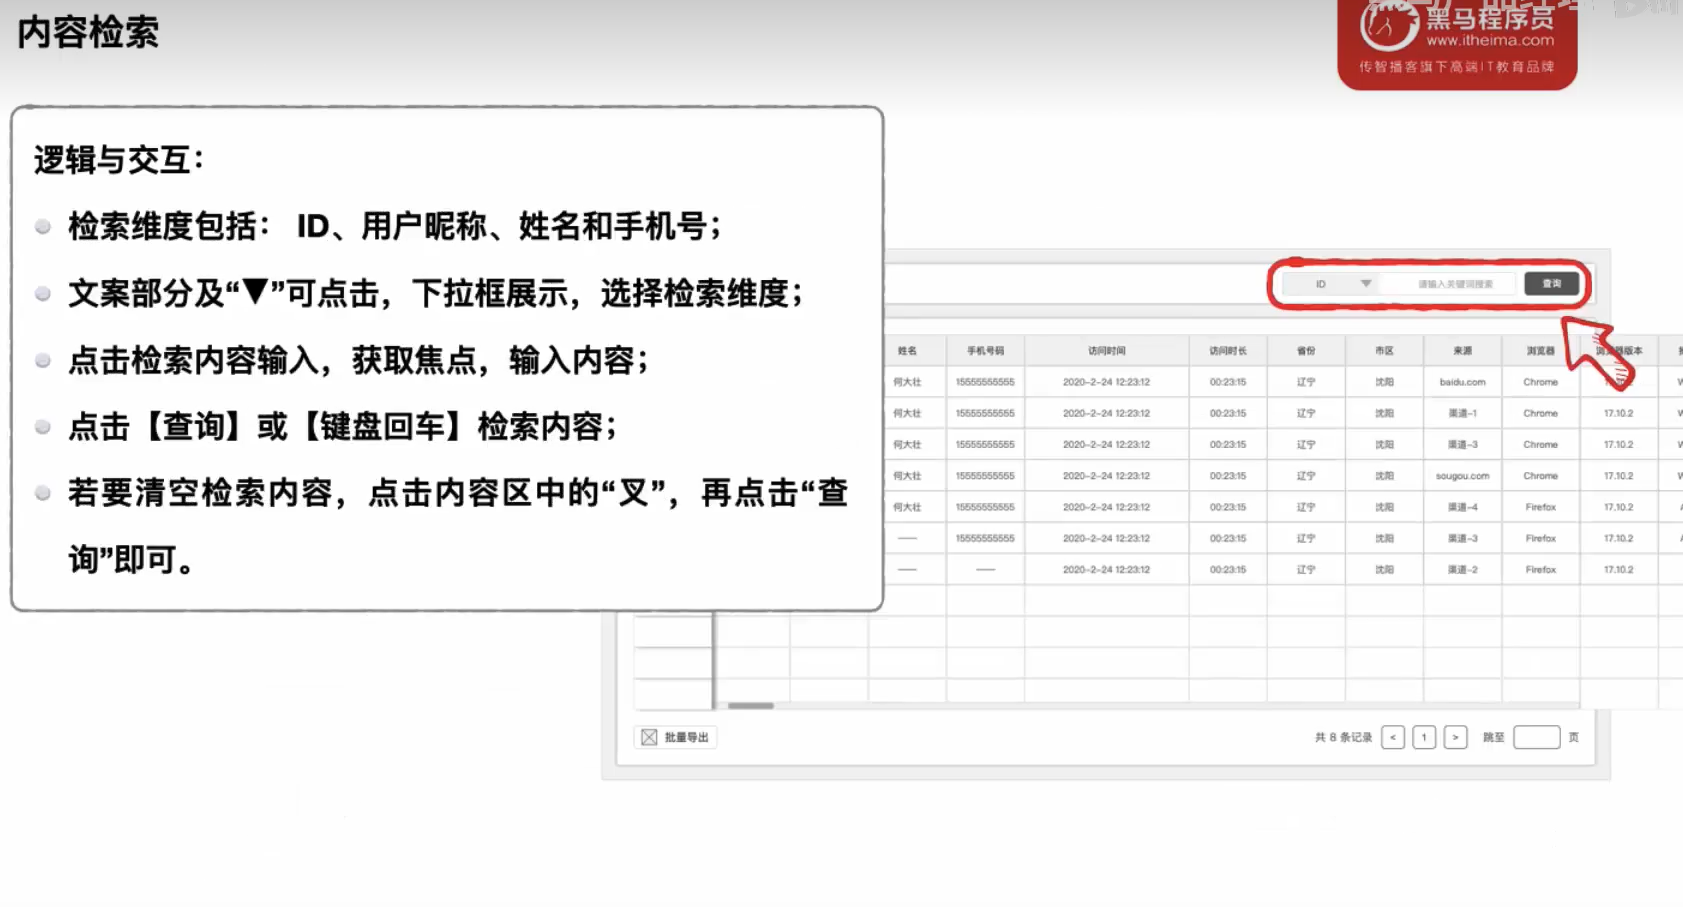 内容检索
黑马程序员
www.itheima.com
传智播客旗下高端IT教育品牌
逻辑与交互：
检索维度包括： ID、用户昵称、姓名和手机号；
文案部分及“▼”可点击，下拉框展示，选择检索维度；
点击检索内容输入，获取焦点，输入内容；
点击【查询】或【键盘回车】检索内容；
若要清空检索内容，点击内容区中的“叉”，再点击“查
询”即可。
ID ▼ 请输入关键词搜索 查询
姓名 手机号码 访问时间 访问时长 省份 市区 来源 浏览器 浏览器版本
何大壮 15555555555 2020-2-24 12:23:12 00:23:15 辽宁 沈阳 baidu.com Chrome
何大壮 15555555555 2020-2-24 12:23:12 00:23:15 辽宁 沈阳 渠道-1 Chrome 17.10.2
何大壮 15555555555 2020-2-24 12:23:12 00:23:15 辽宁 沈阳 渠道-3 Chrome 17.10.2
何大壮 15555555555 2020-2-24 12:23:12 00:23:15 辽宁 沈阳 sougou.com Chrome 17.10.2
何大壮 15555555555 2020-2-24 12:23:12 00:23:15 辽宁 沈阳 渠道-4 Firefox 17.10.2
—— 15555555555 2020-2-24 12:23:12 00:23:15 辽宁 沈阳 渠道-3 Firefox 17.10.2
—— —— 2020-2-24 12:23:12 00:23:15 辽宁 沈阳 渠道-2 Firefox 17.10.2
批量导出 共 8 条记录 < 1 > 跳至 页